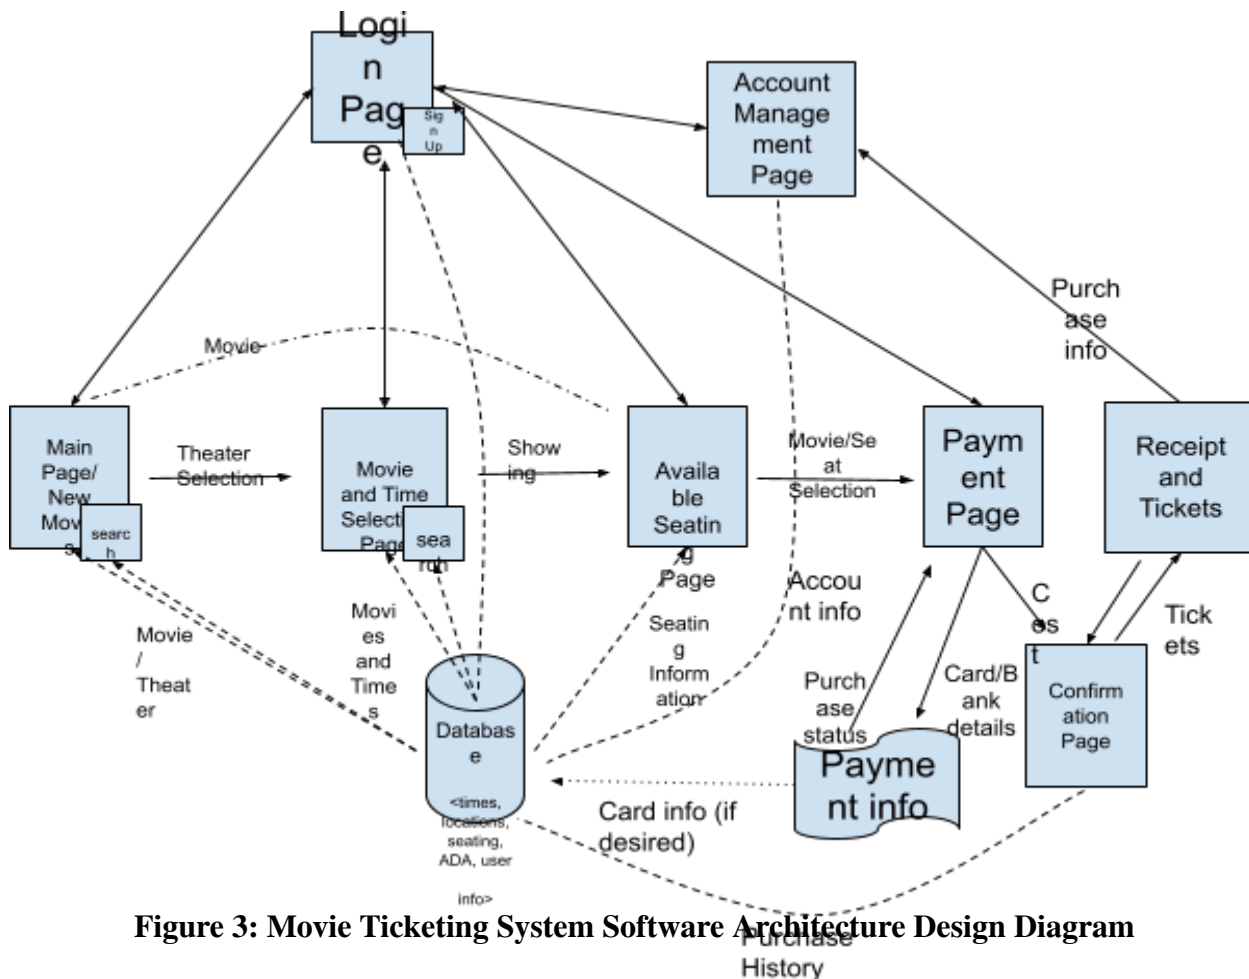 Logi
n
Pag
e
Sig
n
Up
Account
Manage
ment
Page
Purch
ase
info
Movie
Main
Page/
New
Movie
s
searc
h
Theater
Selection
Movie
and Time
Selection
Page
sea
rch
Show
ing
Availa
ble
Seatin
g
Page
Movie/Se
at
Selection
Paym
ent
Page
Receipt
and
Tickets
Accou
nt info
C
os
t
Tick
ets
Movie
/
Theat
er
Movi
es
and
Time
s
Seatin
g
Inform
ation
Purch
ase
status
Card/B
ank
details
Confirm
ation
Page
Databas
e
<times,
locations,
seating,
ADA, user
info>
Card info (if
desired)
Payme
nt info
Figure 3: Movie Ticketing System Software Architecture Design Diagram
Purchase
History